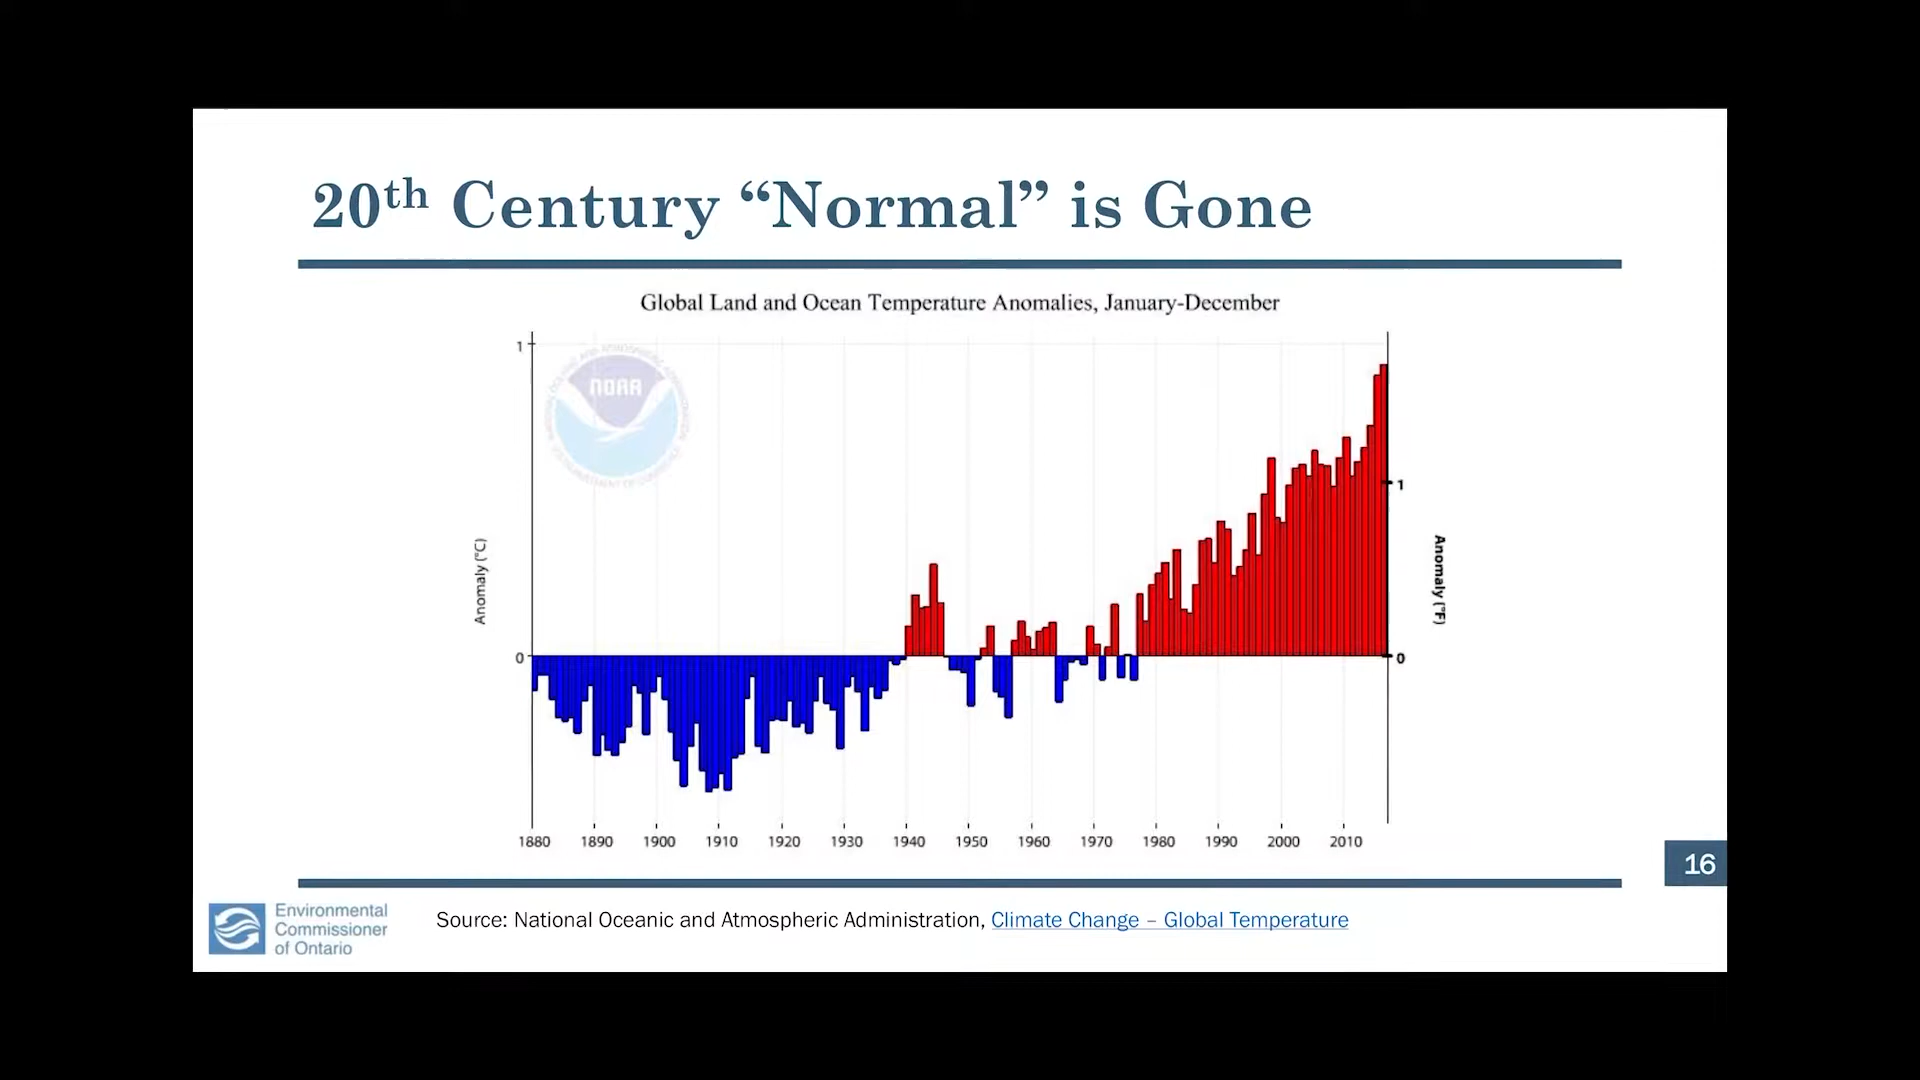 20th Century “Normal” is Gone
Global Land and Ocean Temperature Anomalies, January-December
NOAA
1
0
Anomaly (°C)
1
0
Anomaly (°F)
1880 1890 1900 1910 1920 1930 1940 1950 1960 1970 1980 1990 2000 2010
16
Environmental
Commissioner
of Ontario
Source: National Oceanic and Atmospheric Administration, Climate Change – Global Temperature